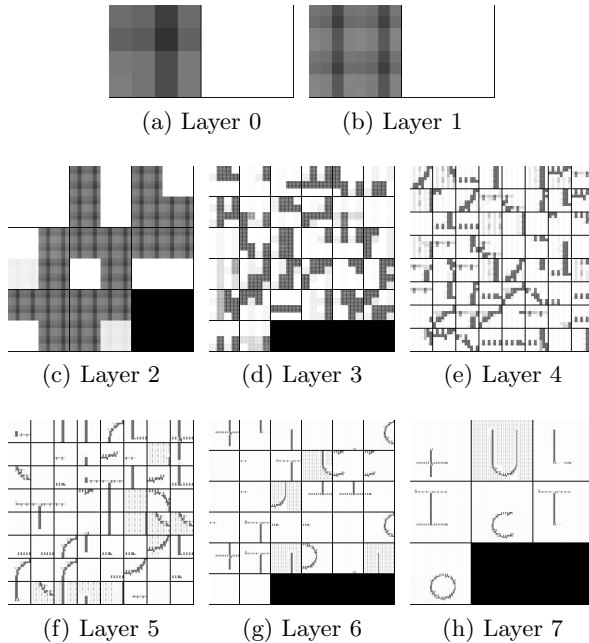 (a) Layer 0 (b) Layer 1
(c) Layer 2 (d) Layer 3 (e) Layer 4
(f) Layer 5 (g) Layer 6 (h) Layer 7